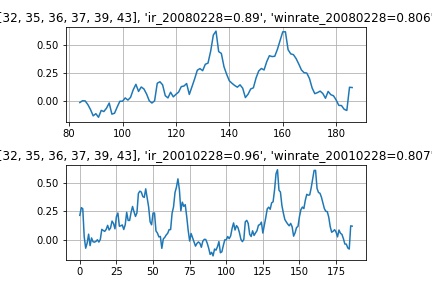 [32, 35, 36, 37, 39, 43], 'ir_20080228=0.89', 'winrate_20080228=0.806'
0.50
0.25
0.00
80 100 120 140 160 180
[32, 35, 36, 37, 39, 43], 'ir_20010228=0.96', 'winrate_20010228=0.807'
0.50
0.25
0.00
0 25 50 75 100 125 150 175